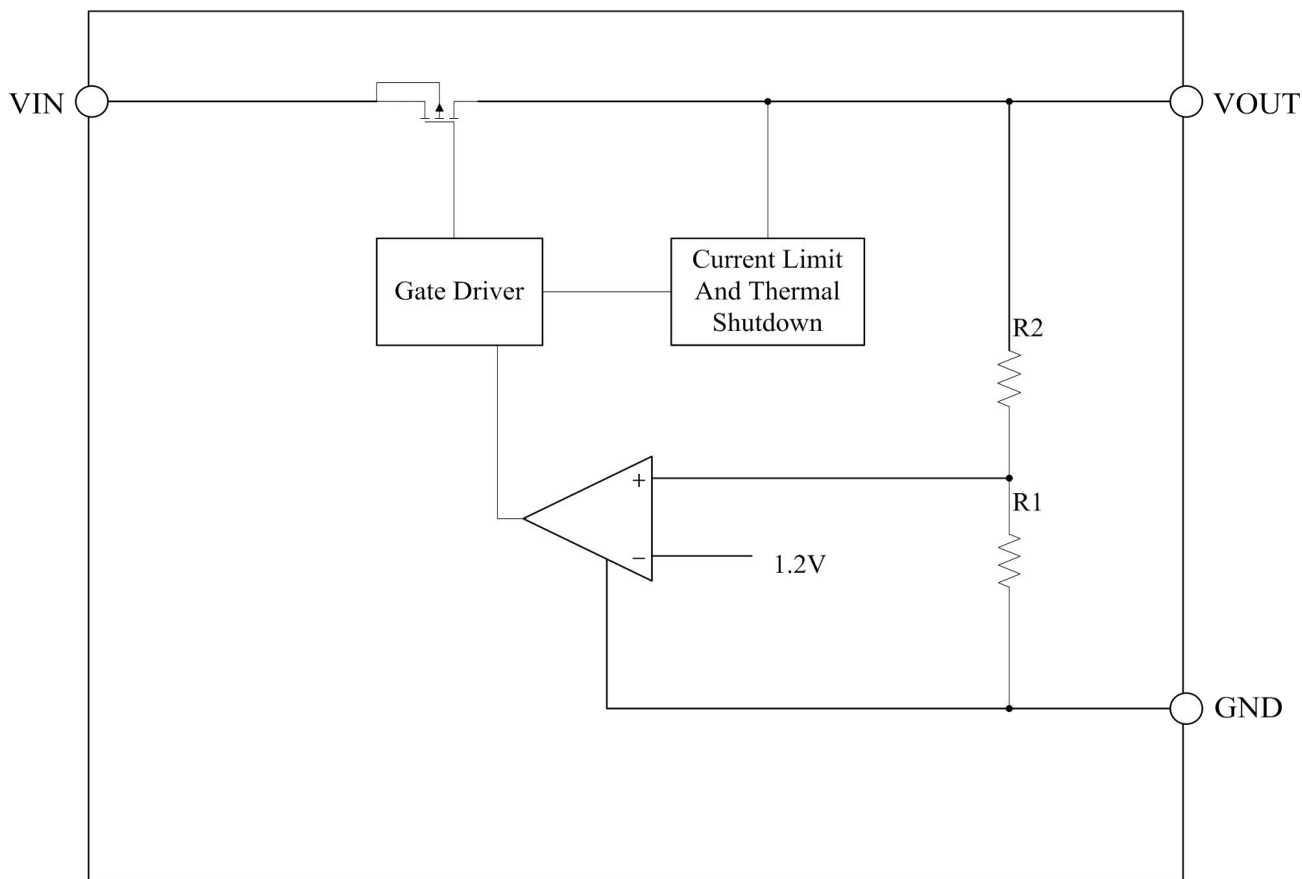 VIN
VOUT
Gate Driver
Current Limit
And Thermal
Shutdown
R2
+
R1
−
1.2V
GND